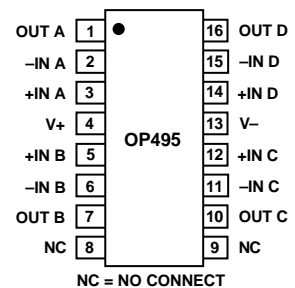 OUT A 1 16 OUT D
–IN A 2 15 –IN D
+IN A 3 14 +IN D
V+ 4 13 V–
OP495
+IN B 5 12 +IN C
–IN B 6 11 –IN C
OUT B 7 10 OUT C
NC 8 9 NC
NC = NO CONNECT